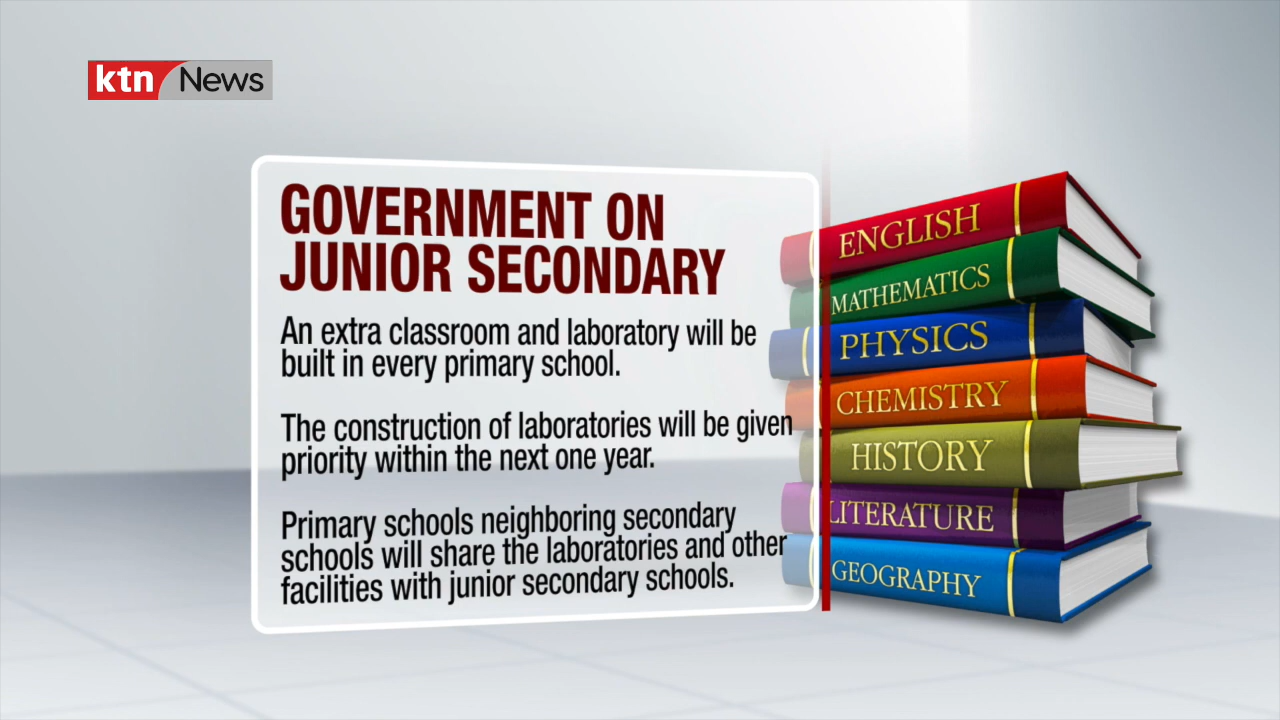 ktn News
GOVERNMENT ON
JUNIOR SECONDARY
An extra classroom and laboratory will be
built in every primary school.
The construction of laboratories will be given
priority within the next one year.
Primary schools neighboring secondary
schools will share the laboratories and other
facilities with junior secondary schools.
ENGLISH
MATHEMATICS
PHYSICS
CHEMISTRY
HISTORY
LITERATURE
GEOGRAPHY